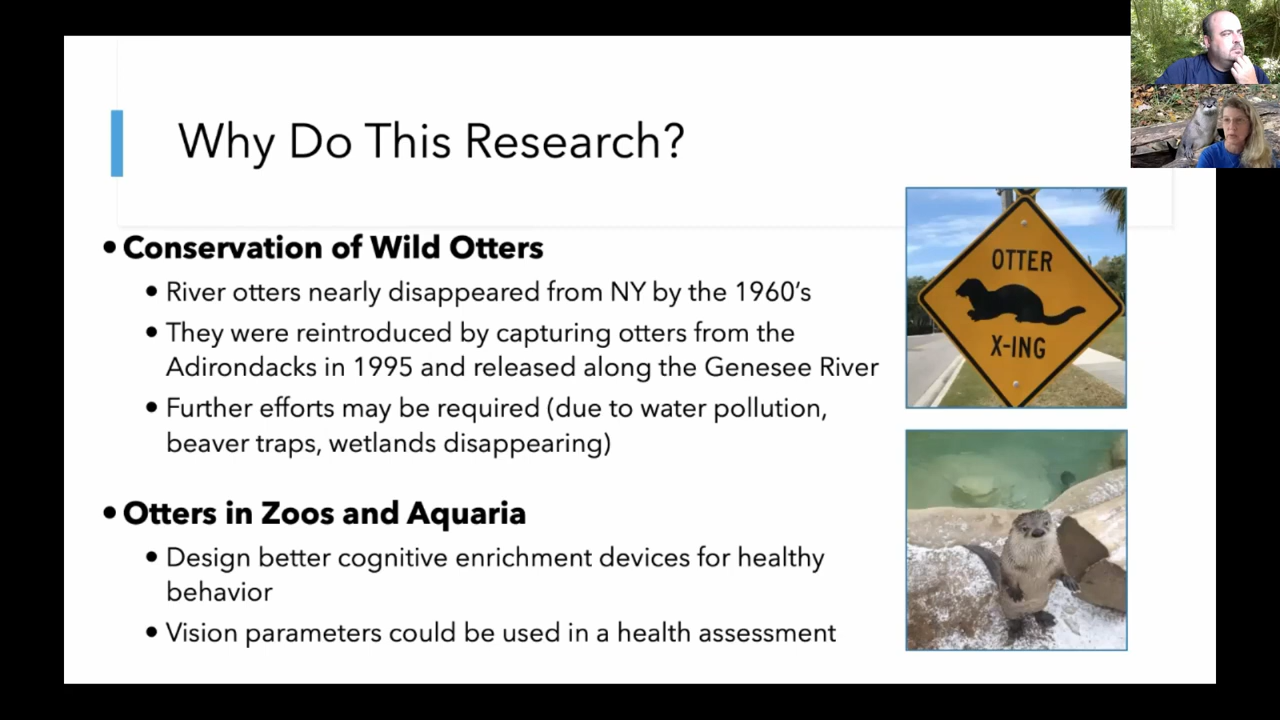 Why Do This Research?
• Conservation of Wild Otters
• River otters nearly disappeared from NY by the 1960's
• They were reintroduced by capturing otters from the
Adirondacks in 1995 and released along the Genesee River
• Further efforts may be required (due to water pollution,
beaver traps, wetlands disappearing)
• Otters in Zoos and Aquaria
• Design better cognitive enrichment devices for healthy
behavior
• Vision parameters could be used in a health assessment
OTTER
X-ING